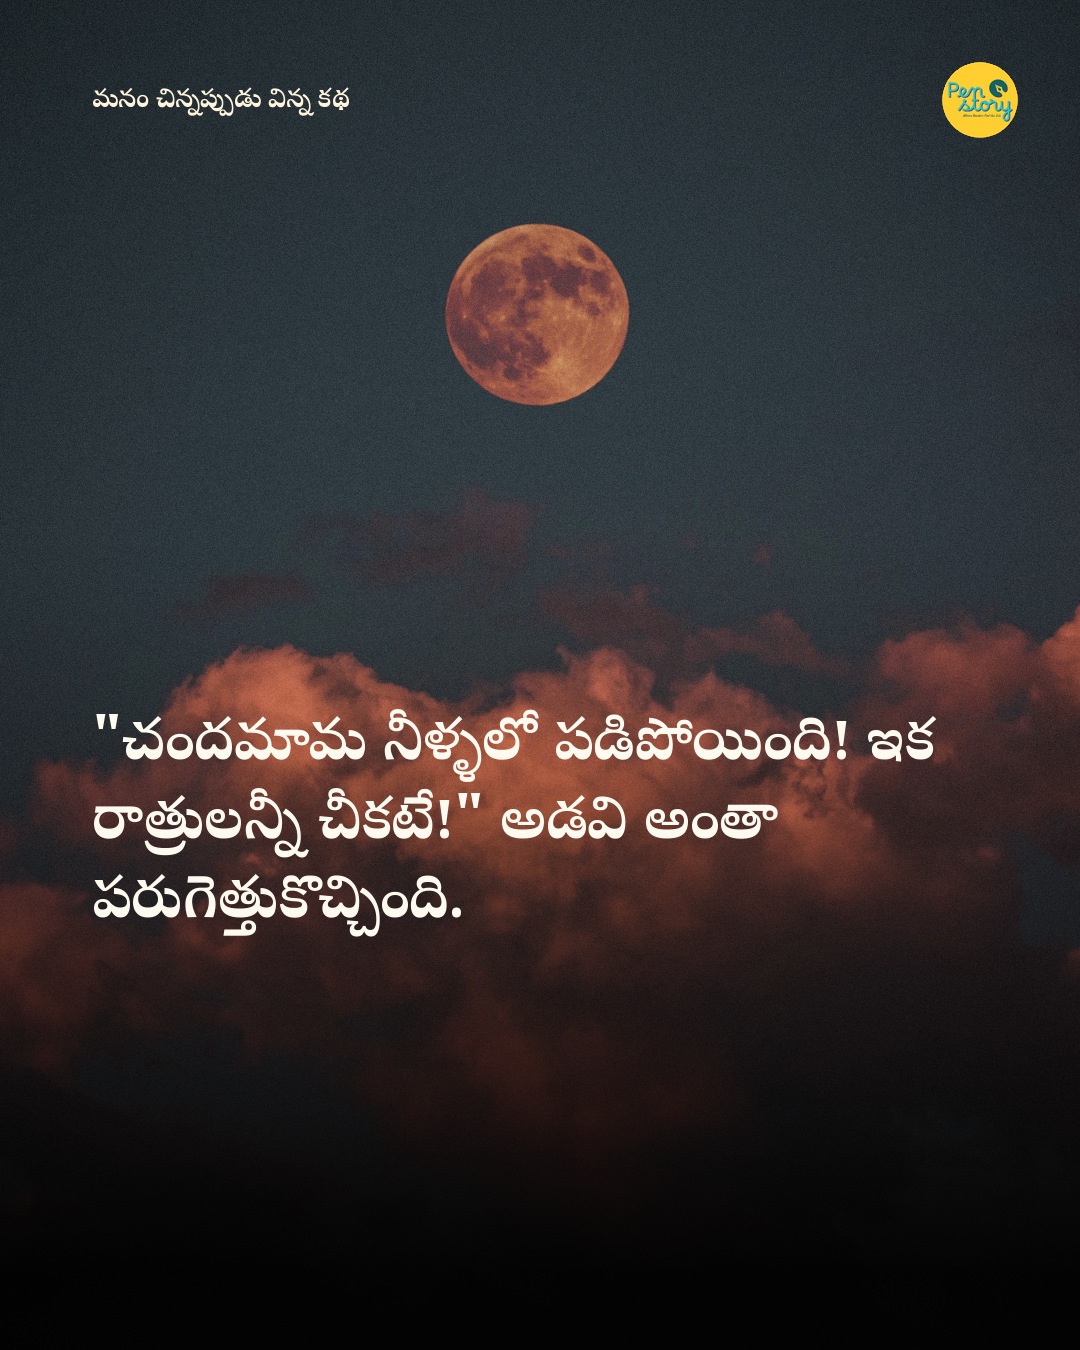 మనం చిన్నప్పుడు విన్న కథ
Pen
story
"చందమామ నీళ్ళలో పడిపోయింది! ఇక
రాత్రులన్నీ చీకటే!" అడవి అంతా
పరుగెత్తుకొచ్చింది.